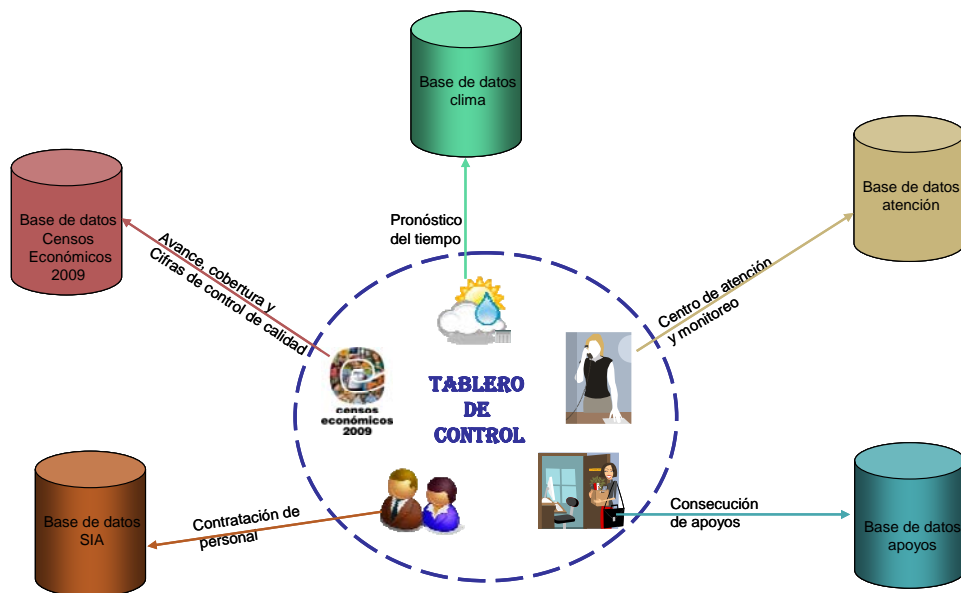 Base de datos
clima
Base de datos
atención
Base de datos
Censos
Económicos
2009
Pronóstico
del tiempo
Avance, cobertura y
Cifras de control de calidad
Centro de atención
y monitoreo
censos
económicos
2009
TABLERO
DE
CONTROL
Base de datos
SIA
Contratación de
personal
Consecución
de apoyos
Base de datos
apoyos